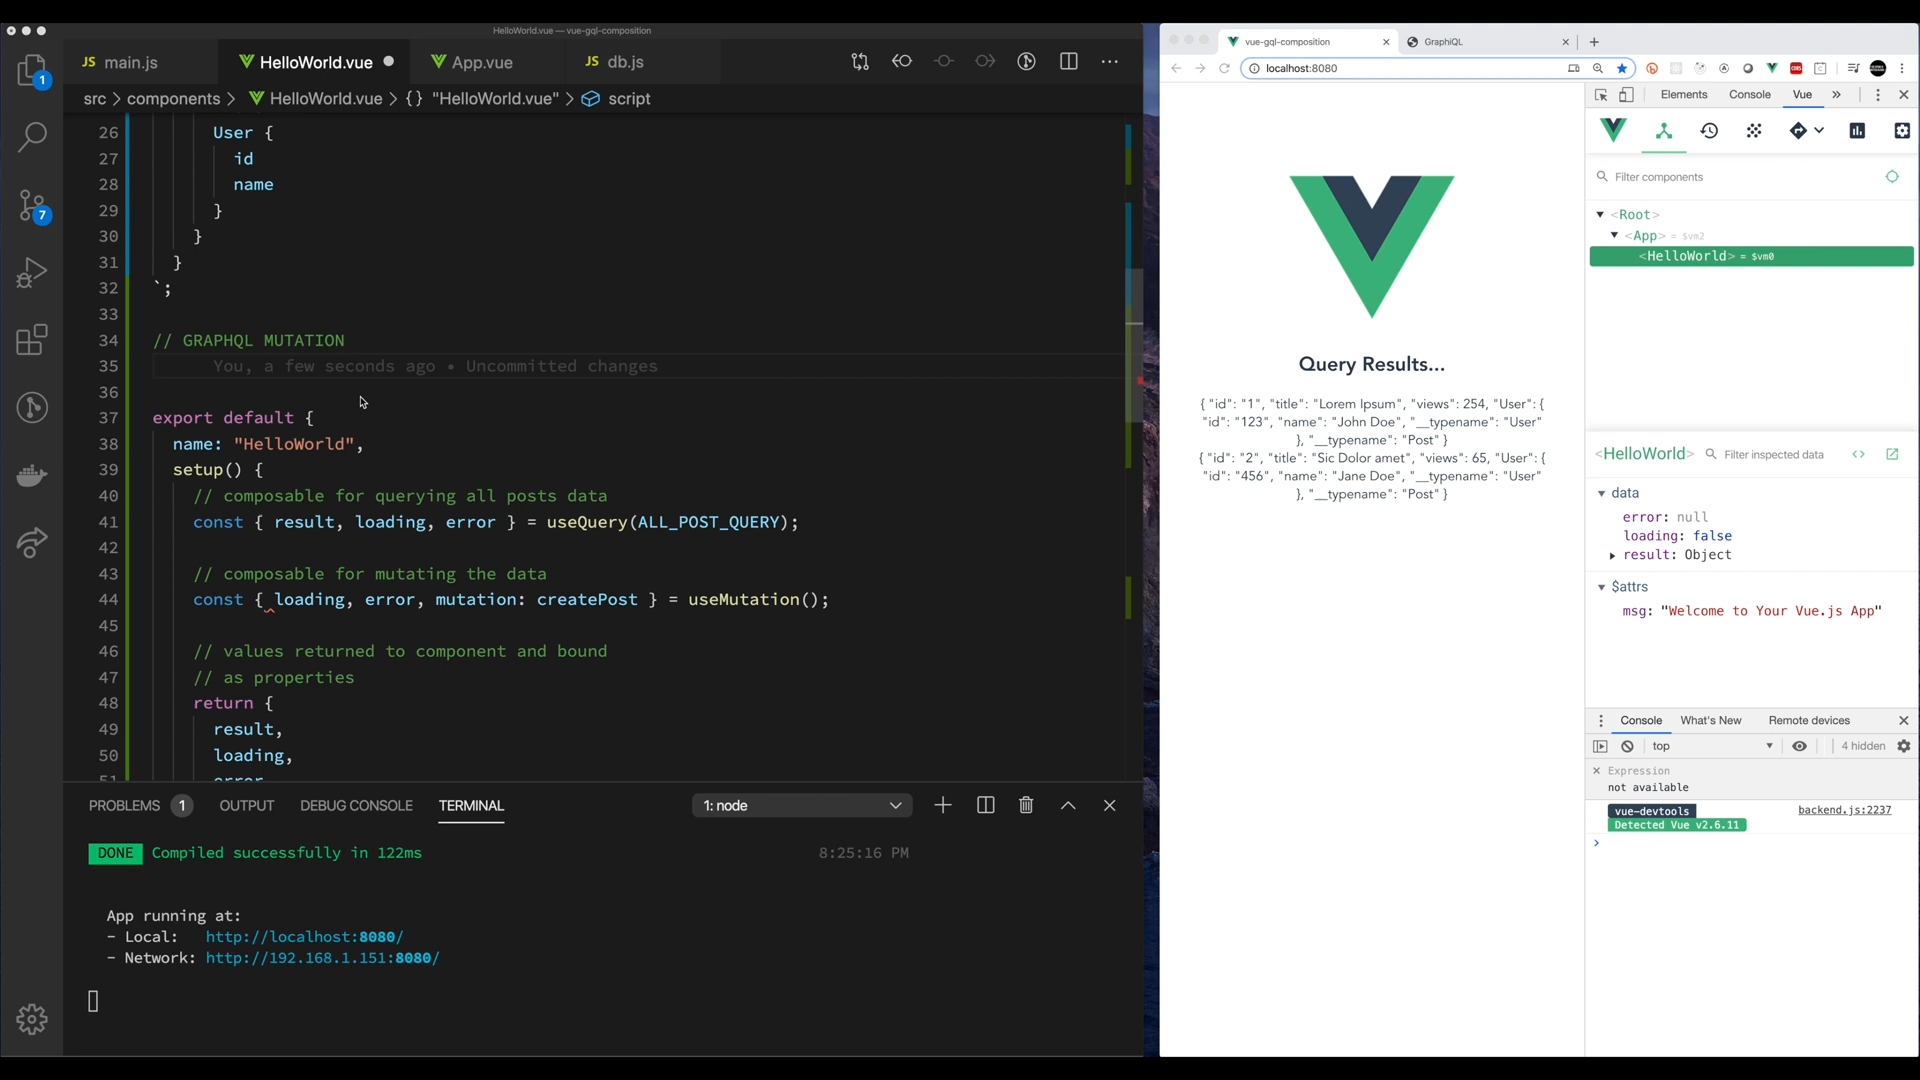 HelloWorld.vue — vue-gql-composition
JS main.js
HelloWorld.vue
App.vue
JS db.js
src > components > HelloWorld.vue > {} "HelloWorld.vue" > script
1
7
26 User {
27 id
28 name
29 }
30 }
31 }
32 `;
33
34 // GRAPHQL MUTATION
35 You, a few seconds ago • Uncommitted changes
36
37 export default {
38 name: "HelloWorld",
39 setup() {
40 // composable for querying all posts data
41 const { result, loading, error } = useQuery(ALL_POST_QUERY);
42
43 // composable for mutating the data
44 const { loading, error, mutation: createPost } = useMutation();
45
46 // values returned to component and bound
47 // as properties
48 return {
49 result,
50 loading,
51 error
PROBLEMS 1 OUTPUT DEBUG CONSOLE TERMINAL 1: node
DONE Compiled successfully in 122ms 8:25:16 PM
App running at:
- Local: http://localhost:8080/
- Network: http://192.168.1.151:8080/
vue-gql-composition
GraphiQL
localhost:8080
Query Results...
{ "id": "1", "title": "Lorem Ipsum", "views": 254, "User": {
"id": "123", "name": "John Doe", "__typename": "User"
}, "__typename": "Post" }
{ "id": "2", "title": "Sic Dolor amet", "views": 65, "User": {
"id": "456", "name": "Jane Doe", "__typename": "User"
}, "__typename": "Post" }
Elements Console Vue »
Filter components
<Root>
<App> = $vm2
<HelloWorld> = $vm0
<HelloWorld> Filter inspected data <>
data
error: null
loading: false
result: Object
$attrs
msg: "Welcome to Your Vue.js App"
Console What's New Remote devices
top 4 hidden
Expression
not available
vue-devtools backend.js:2237
Detected Vue v2.6.11